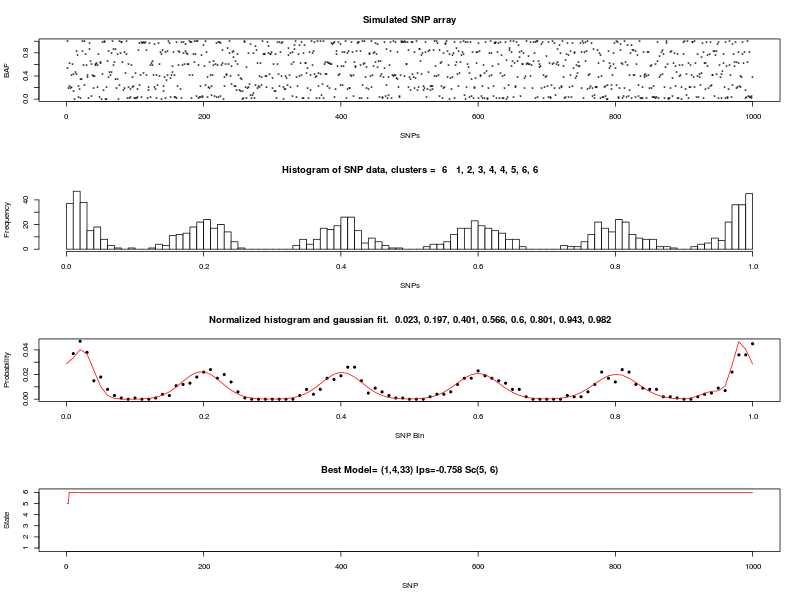 Simulated SNP array
BAF
0.0 0.4 0.8
0 200 400 600 800 1000
SNPs
Histogram of SNP data, clusters = 6 1, 2, 3, 4, 4, 5, 6, 6
Frequency
0 20 40
0.0 0.2 0.4 0.6 0.8 1.0
SNPs
Normalized histogram and gaussian fit. 0.023, 0.197, 0.401, 0.566, 0.6, 0.801, 0.943, 0.982
Probability
0.00 0.02 0.04
0.0 0.2 0.4 0.6 0.8 1.0
SNP Bin
Best Model= (1,4,33) lps=-0.758 Sc(5, 6)
State
1 2 3 4 5 6
0 200 400 600 800 1000
SNP